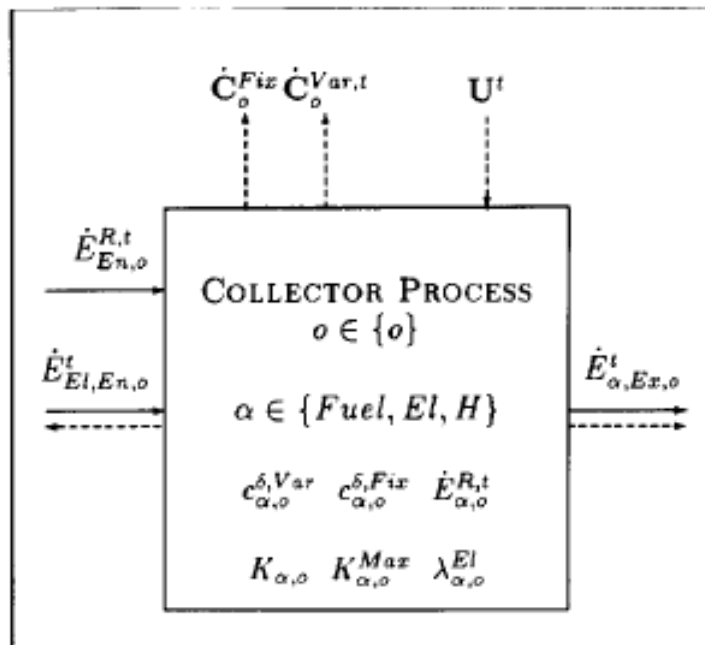 Ċ_o^{Fix} Ċ_o^{Var,t} U^t
Ė_{En,o}^{R,t}
COLLECTOR PROCESS
o ∈ {o}
Ė_{El,En,o}^t
Ė_{α,Ex,o}^t
α ∈ {Fuel, El, H}
c_{α,o}^{δ,Var} c_{α,o}^{δ,Fix} Ė_{α,o}^{R,t}
K_{α,o} K_{α,o}^{Max} λ_{α,o}^{El}